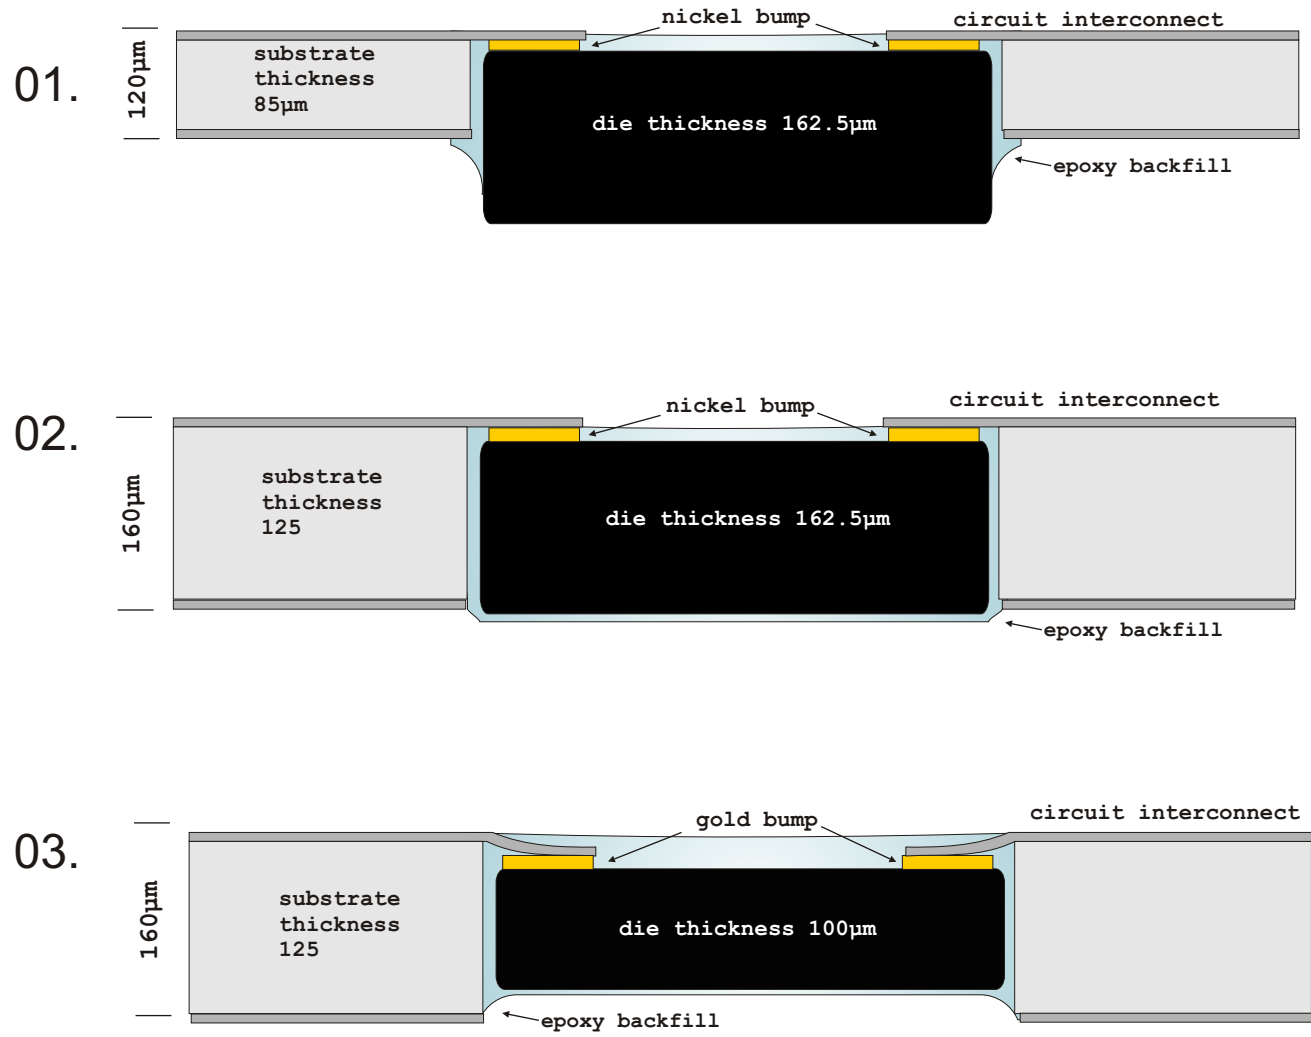 nickel bump
circuit interconnect
01.
120µm
substrate
thickness
85µm
die thickness 162.5µm
epoxy backfill
nickel bump
circuit interconnect
02.
160µm
substrate
thickness
125
die thickness 162.5µm
epoxy backfill
gold bump
circuit interconnect
03.
160µm
substrate
thickness
125
die thickness 100µm
epoxy backfill